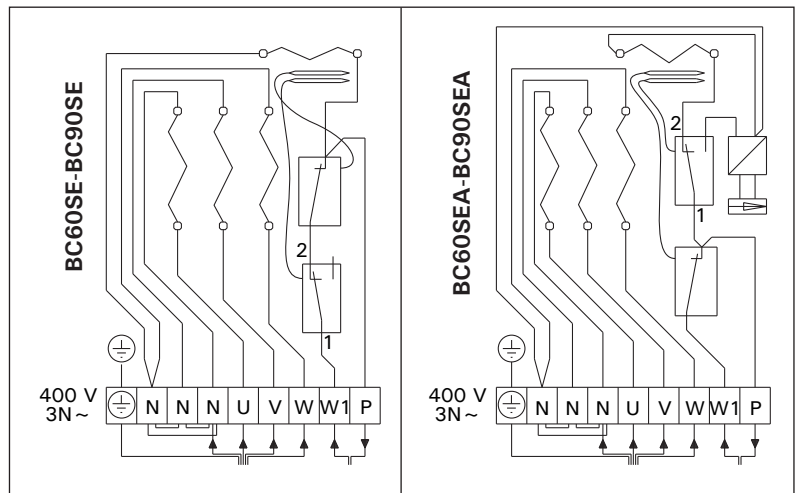 BC60SE-BC90SE
2
1
400 V
3N~
N N N U V W W1 P
BC60SEA-BC90SEA
2
1
400 V
3N~
N N N U V W W1 P